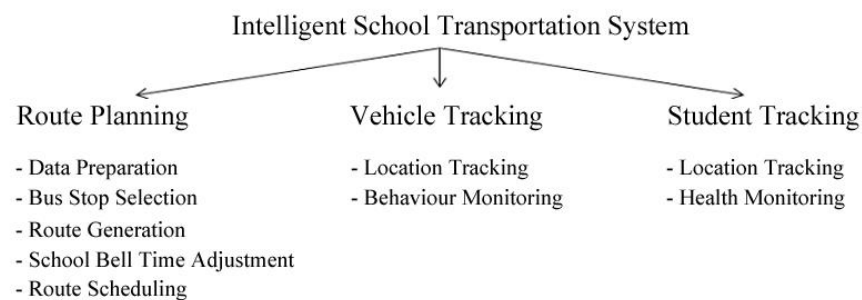 Intelligent School Transportation System
Route Planning
- Data Preparation
- Bus Stop Selection
- Route Generation
- School Bell Time Adjustment
- Route Scheduling
Vehicle Tracking
- Location Tracking
- Behaviour Monitoring
Student Tracking
- Location Tracking
- Health Monitoring